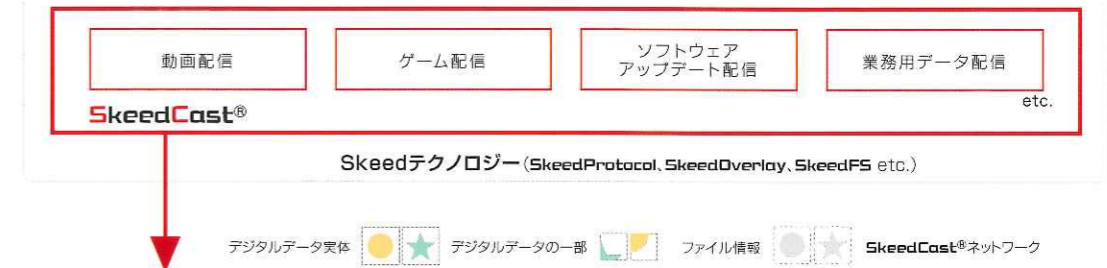 動画配信
ゲーム配信
ソフトウェア
アップデート配信
業務用データ配信
etc.
SkeedCast®
Skeedテクノロジー(SkeedProtocol、SkeedOverlay、SkeedFS etc.)
デジタルデータ実体
デジタルデータの一部
ファイル情報
SkeedCast®ネットワーク